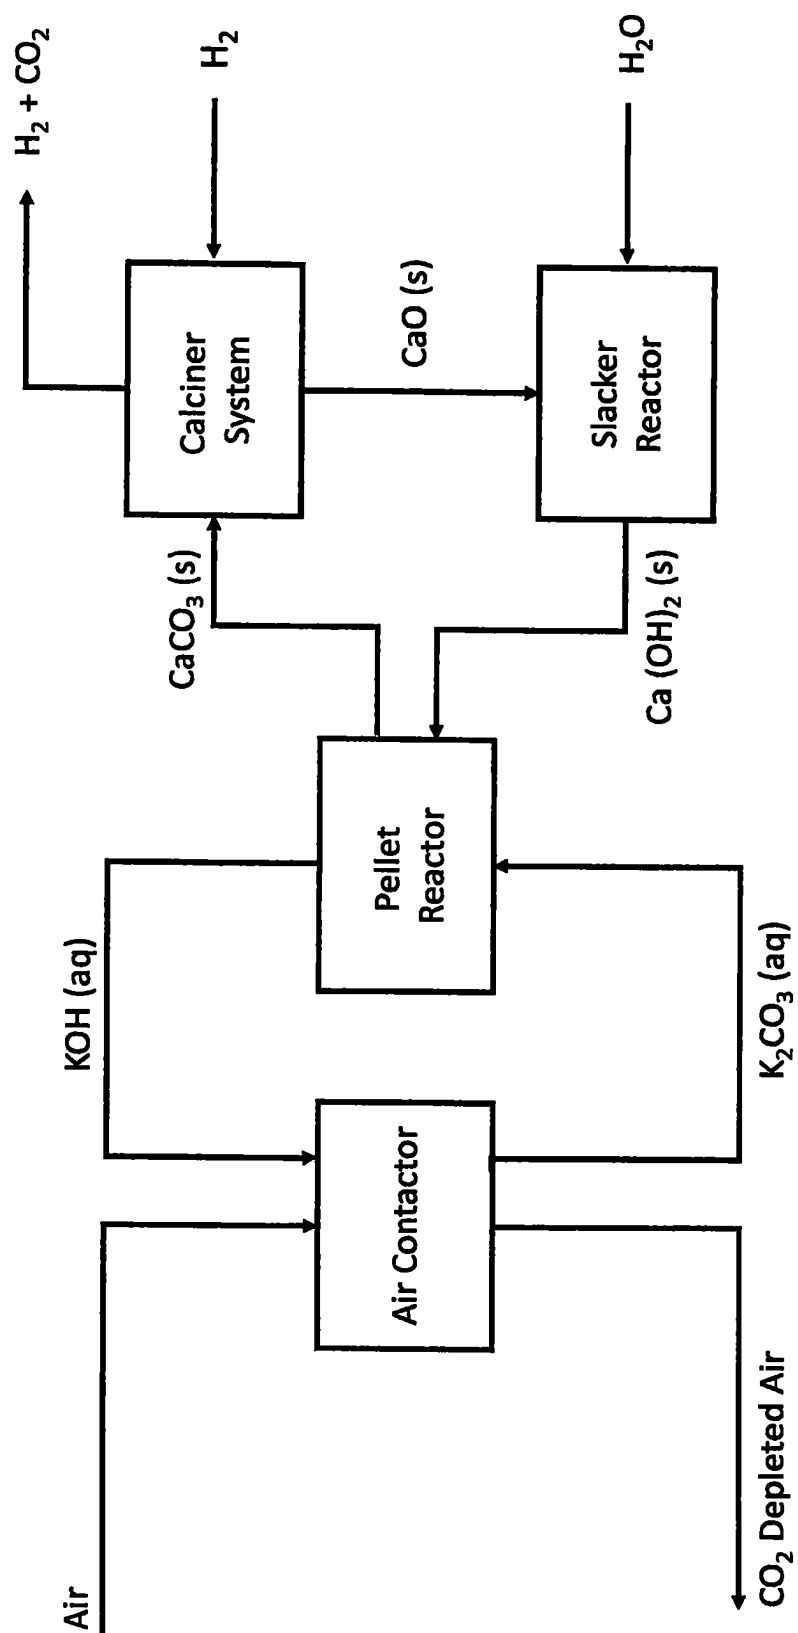 Air
KOH (aq)
CaCO₃ (s)
H₂ + CO₂
H₂
Calciner
System
Air Contactor
Pellet
Reactor
CaO (s)
Slacker
Reactor
H₂O
Ca (OH)₂ (s)
CO₂ Depleted Air
K₂CO₃ (aq)